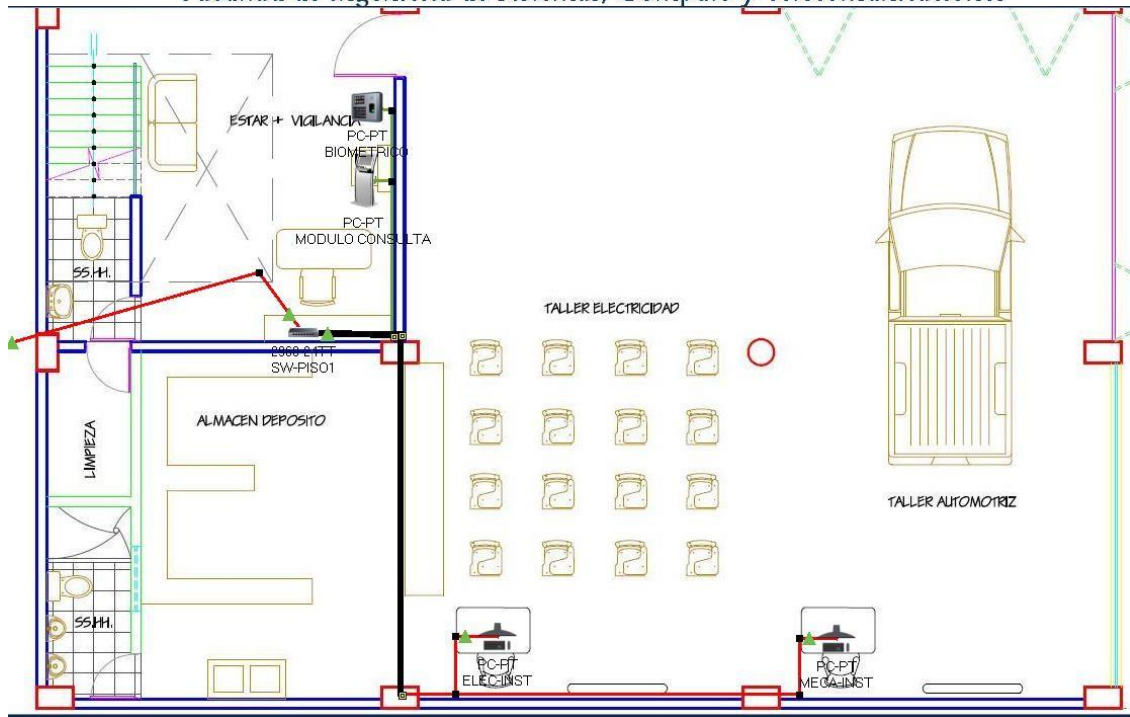 ESTAR + VIGILANCIA
PC-PT
BIOMETRICO
PC-PT
MODULO CONSULTA
SS.HH.
TALLER ELECTRICIDAD
SW-PISO1
ALMACEN DEPOSITO
LIMPIEZA
TALLER AUTOMOTRIZ
SS.HH.
PC-PT
ELEC-INST
PC-PT
MECA-INST